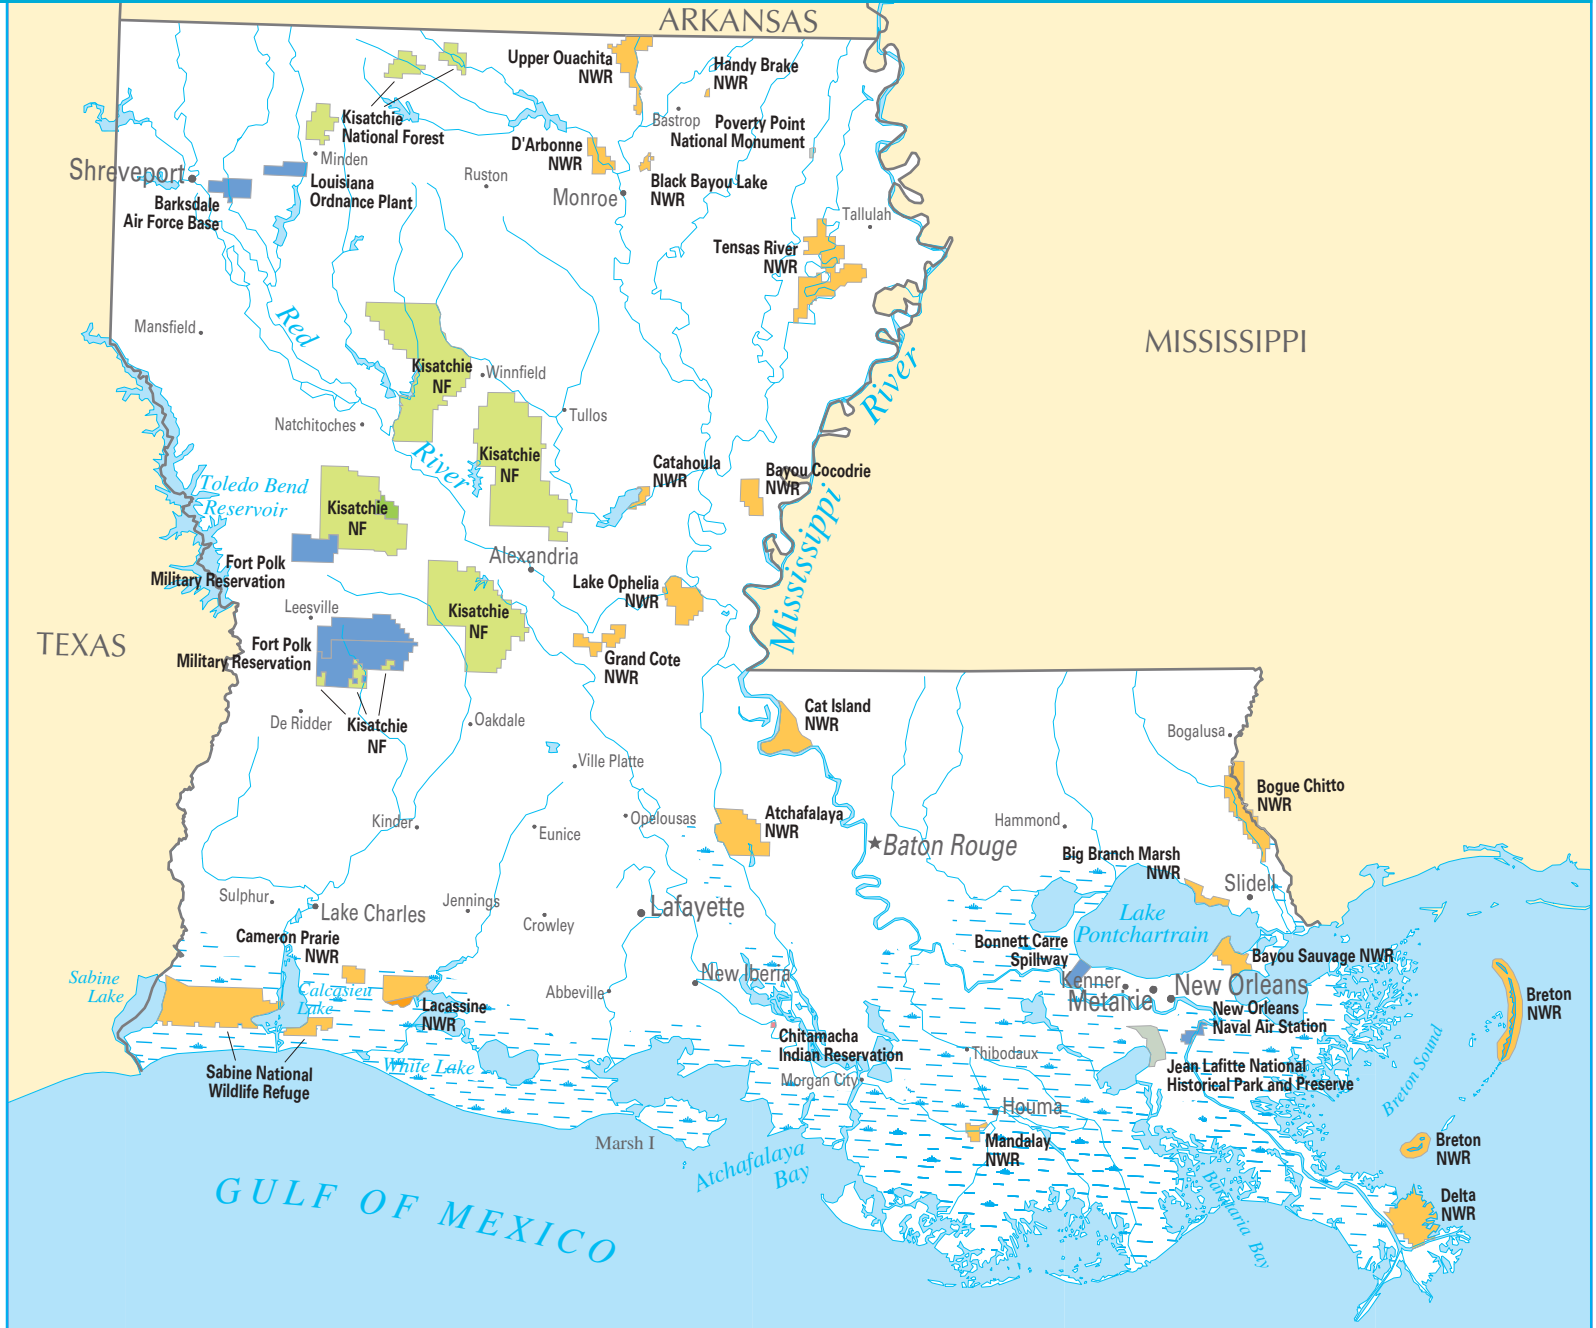 ARKANSAS
Upper Ouachita
NWR
Handy Brake
NWR
Kisatchie
National Forest
Bastrop
Poverty Point
National Monument
D'Arbonne
NWR
Minden
Shreveport
Louisiana
Ordnance Plant
Ruston
Monroe
Black Bayou Lake
NWR
Barksdale
Air Force Base
Tallulah
Tensas River
NWR
Red
Mansfield
MISSISSIPPI
Kisatchie
NF
Winnfield
River
Tullos
Natchitoches
River
Kisatchie
NF
Catahoula
NWR
Bayou Cocodrie
NWR
Toledo Bend
Reservoir
Kisatchie
NF
Mississippi
Fort Polk
Military Reservation
Alexandria
Lake Ophelia
NWR
Leesville
Kisatchie
NF
TEXAS
Fort Polk
Military Reservation
Grand Cote
NWR
De Ridder
Kisatchie
NF
Oakdale
Cat Island
NWR
Bogalusa
Ville Platte
Bogue Chitto
NWR
Kinder
Eunice
Opelousas
Atchafalaya
NWR
Hammond
Baton Rouge
Big Branch Marsh
NWR
Slidell
Sulphur
Lake Charles
Jennings
Crowley
Lafayette
Lake
Pontchartrain
Cameron Prarie
NWR
Bonnett Carre
Spillway
Bayou Sauvage NWR
Sabine
Lake
Calcasieu
Lake
Lacassine
NWR
Abbeville
New Iberia
Kenner
Metairie
New Orleans
Breton
NWR
New Orleans
Naval Air Station
Chitamacha
Indian Reservation
Thibodaux
Morgan City
Jean Lafitte National
Historical Park and Preserve
Breton Sound
Sabine National
Wildlife Refuge
White Lake
Houma
Marsh I
Mandalay
NWR
Breton
NWR
Atchafalaya
Bay
Barataria Bay
Delta
NWR
GULF OF MEXICO